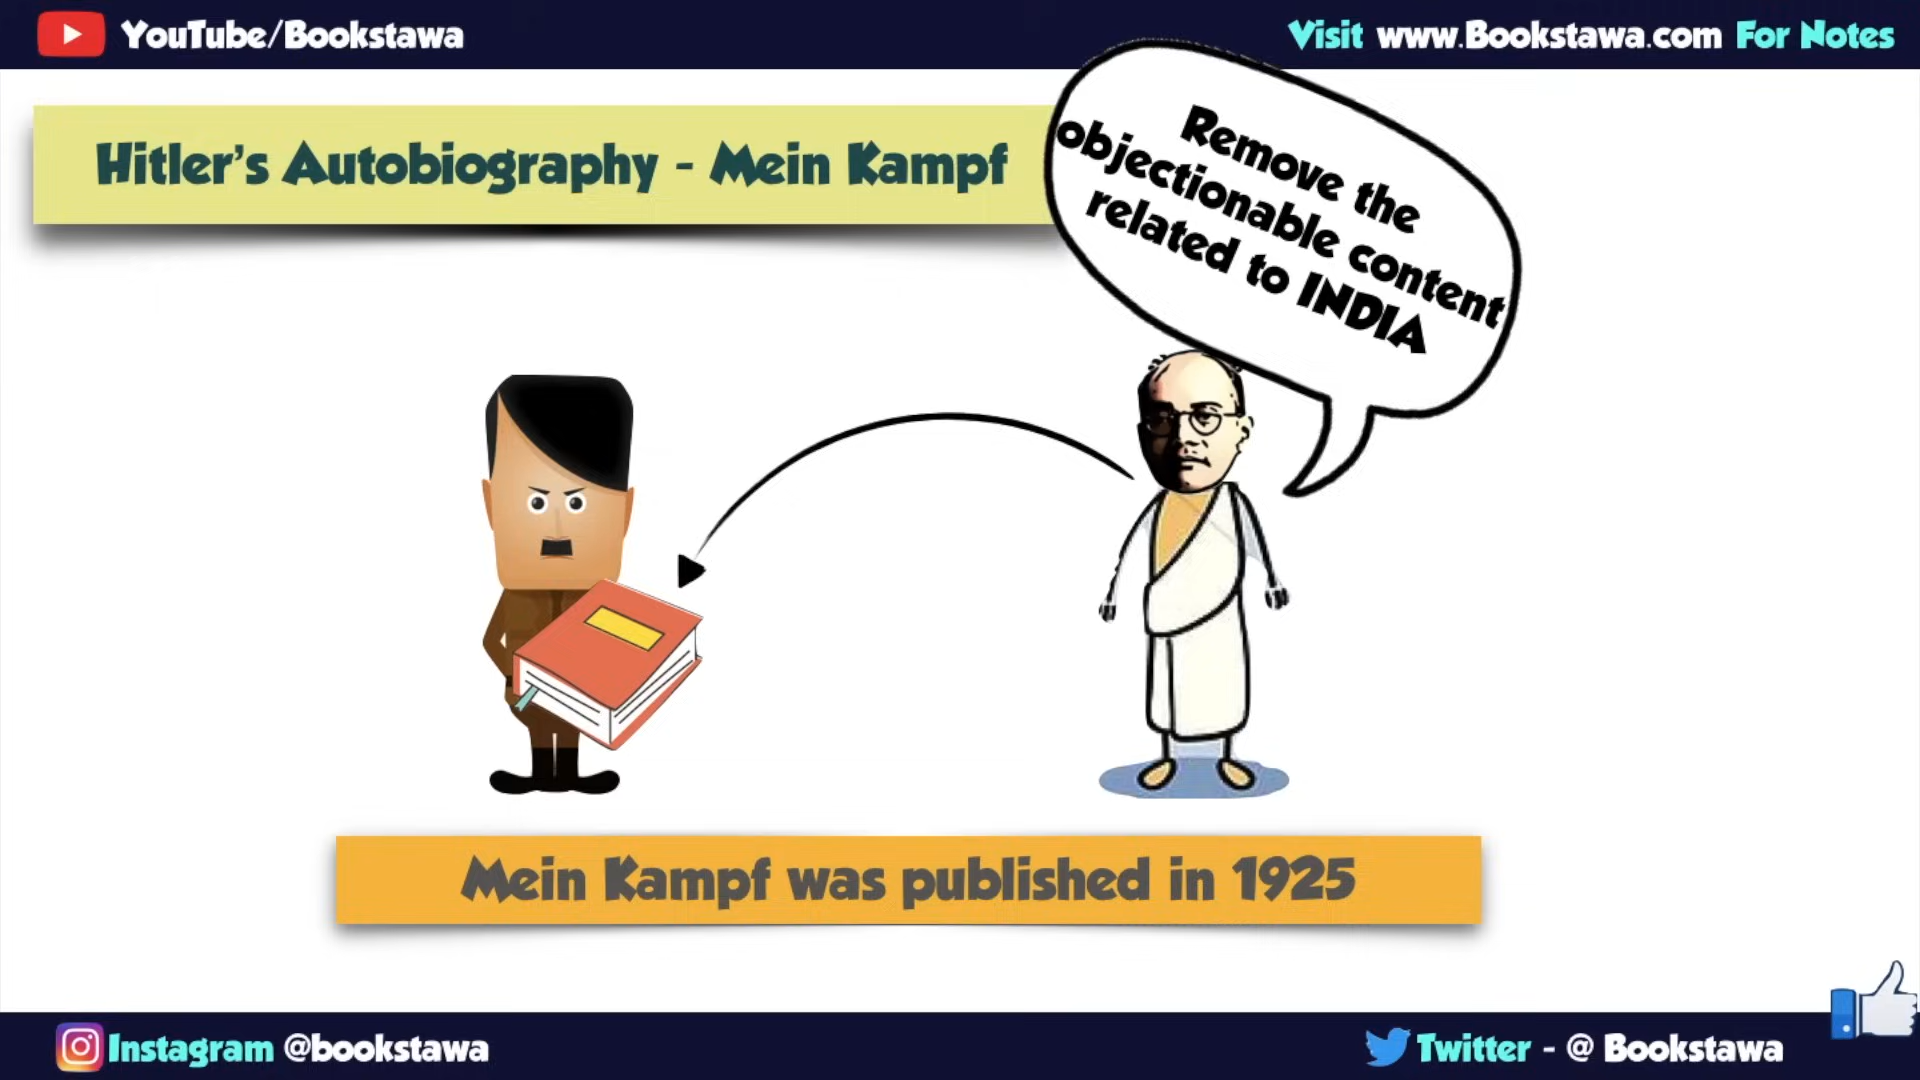 YouTube/Bookstawa
Visit www.Bookstawa.com For Notes
Hitler's Autobiography - Mein Kampf
Remove the
objectionable content
related to INDIA
Mein Kampf was published in 1925
Instagram @bookstawa
Twitter - @ Bookstawa